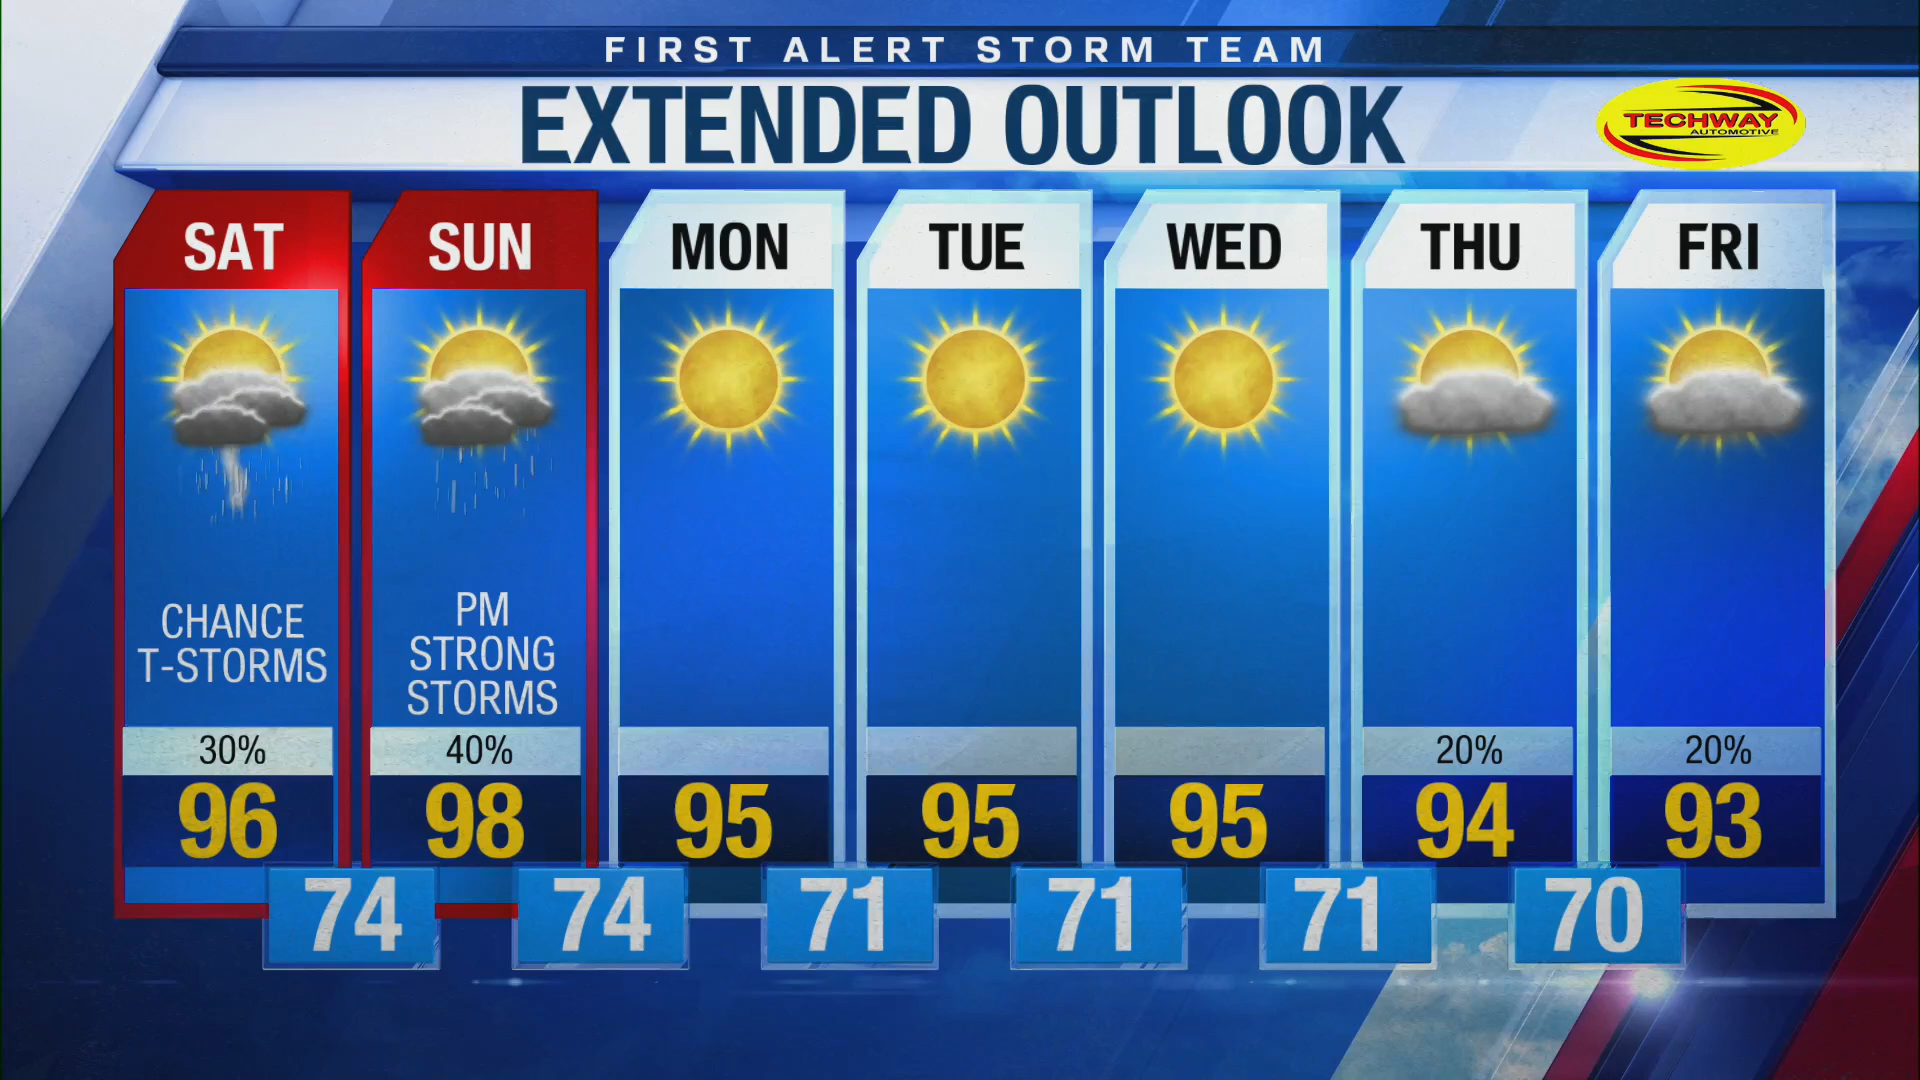 FIRST ALERT STORM TEAM
EXTENDED OUTLOOK
TECHWAY
AUTOMOTIVE
SAT
SUN
MON
TUE
WED
THU
FRI
CHANCE
T-STORMS
PM
STRONG
STORMS
30%
40%
20%
20%
96
98
95
95
95
94
93
74
74
71
71
71
70